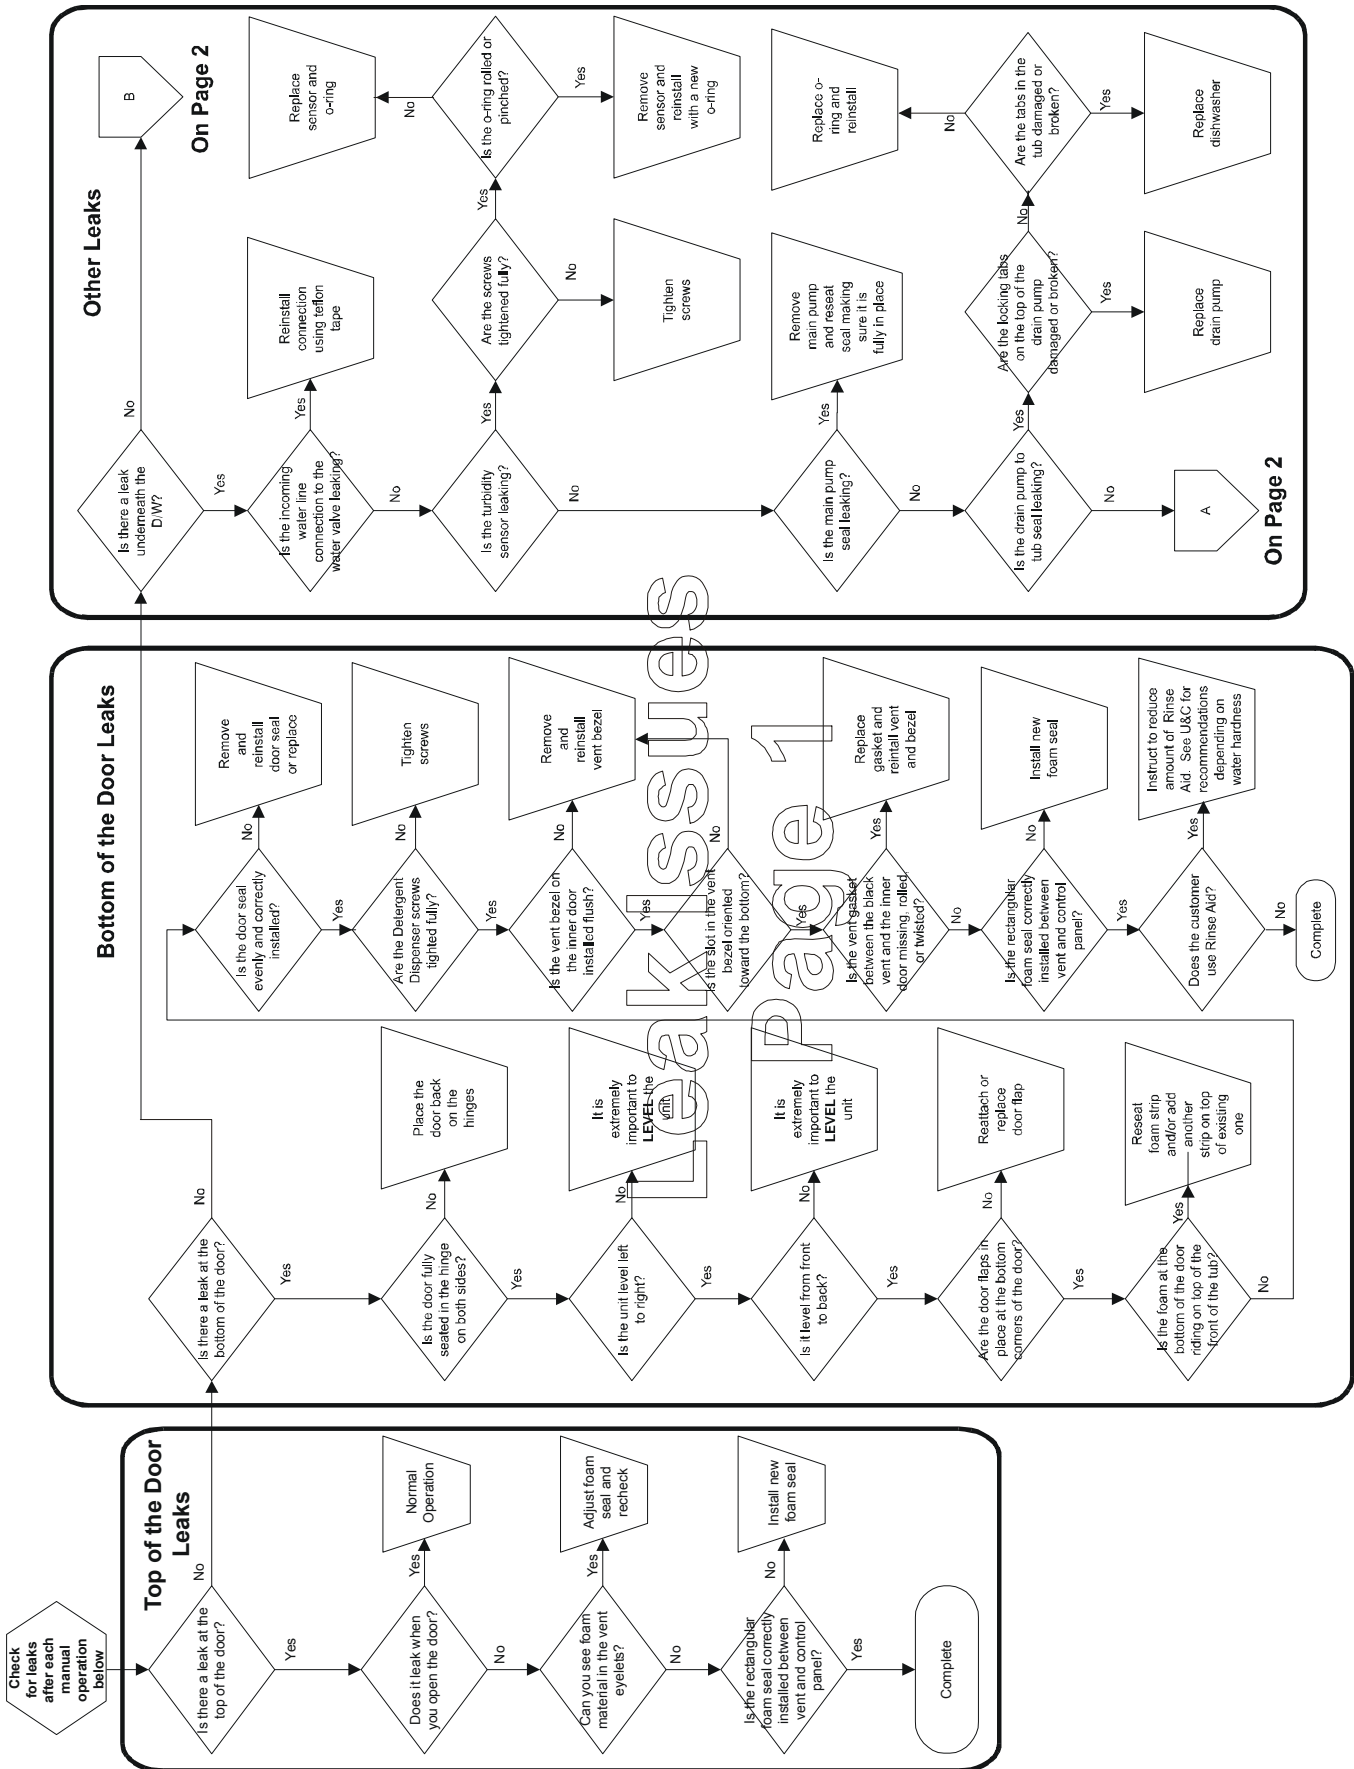 Leak Issues
Page 1
Check
for leaks
after each
manual
operation
below
Top of the Door
Leaks
Is there a leak at the
top of the door?
No
Yes
Does it leak when
you open the door?
Yes
Normal
Operation
No
Can you see foam
material in the vent
eyelets?
Yes
Adjust foam
seal and
recheck
No
Is the rectangular
foam seal correctly
installed between
vent and control
panel?
No
Install new
foam seal
Yes
Complete
Bottom of the Door Leaks
Is there a leak at the
bottom of the door?
No
Yes
Is the door fully
seated in the hinge
on both sides?
No
Place the
door back
on the
hinges
Yes
Is the unit level left
to right?
No
It is
extremely
important to
LEVEL the
unit
Yes
Is it level from front
to back?
No
It is
extremely
important to
LEVEL the
unit
Yes
Are the door flaps in
place at the bottom
corners of the door?
No
Reattach or
replace
door flap
Yes
Is the foam at the
bottom of the door
riding on top of the
front of the tub?
Yes
Reseat
foam strip
and/or add
another
strip on top
of existing
one
No
Is the door seal
evenly and correctly
installed?
No
Remove
and
reinstall
door seal
or replace
Yes
Are the Detergent
Dispenser screws
tighted fully?
No
Tighten
screws
Yes
Is the vent bezel on
the inner door
installed flush?
No
Remove
and
reinstall
vent bezel
Yes
Is the slot in the vent
bezel oriented
toward the bottom?
No
Yes
Is the vent gasket
between the black
vent and the inner
door missing, rolled,
or twisted?
Yes
Replace
gasket and
reintall vent
and bezel
No
Is the rectangular
foam seal correctly
installed between
vent and control
panel?
No
Install new
foam seal
Yes
Does the customer
use Rinse Aid?
Yes
Instruct to reduce
amount of Rinse
Aid. See U&C for
recommendations
depending on
water hardness
No
Complete
Other Leaks
Is there a leak
underneath the
D/W?
No
B
On Page 2
Yes
Is the incoming
water line
connection to the
water valve leaking?
Yes
Reinstall
connection
using teflon
tape
No
Is the turbidity
sensor leaking?
Yes
Are the screws
tightened fully?
Yes
Is the o-ring rolled or
pinched?
No
Replace
sensor and
o-ring
Yes
Remove
sensor and
reinstall
with a new
o-ring
No
Tighten
screws
No
Is the main pump
seal leaking?
Yes
Remove
main pump
and reseat
seal making
sure it is
fully in place
No
Is the drain pump to
tub seal leaking?
Yes
Are the locking tabs
on the top of the
drain pump
damaged or broken?
No
Are the tabs in the
tub damaged or
broken?
No
Replace o-
ring and
reinstall
Yes
Replace
dishwasher
Yes
Replace
drain pump
No
A
On Page 2